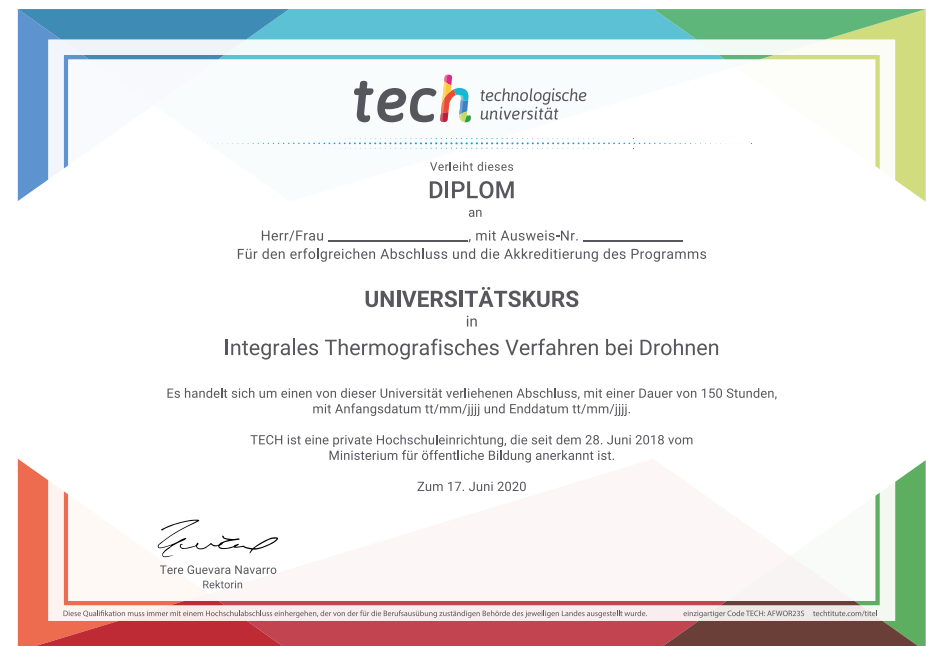 tech technologische
universität
Verleiht dieses
DIPLOM
an
Herr/Frau ____________________, mit Ausweis-Nr. ______________
Für den erfolgreichen Abschluss und die Akkreditierung des Programms
UNIVERSITÄTSKURS
in
Integrales Thermografisches Verfahren bei Drohnen
Es handelt sich um einen von dieser Universität verliehenen Abschluss, mit einer Dauer von 150 Stunden,
mit Anfangsdatum tt/mm/jjjj und Enddatum tt/mm/jjjj.
TECH ist eine private Hochschuleinrichtung, die seit dem 28. Juni 2018 vom
Ministerium für öffentliche Bildung anerkannt ist.
Zum 17. Juni 2020
Tere Guevara Navarro
Rektorin
Diese Qualifikation muss immer mit einem Hochschulabschluss einhergehen, der von der für die Berufsausübung zuständigen Behörde des jeweiligen Landes ausgestellt wurde. einzigartiger Code TECH: AFWOR23S techtitute.com/titel